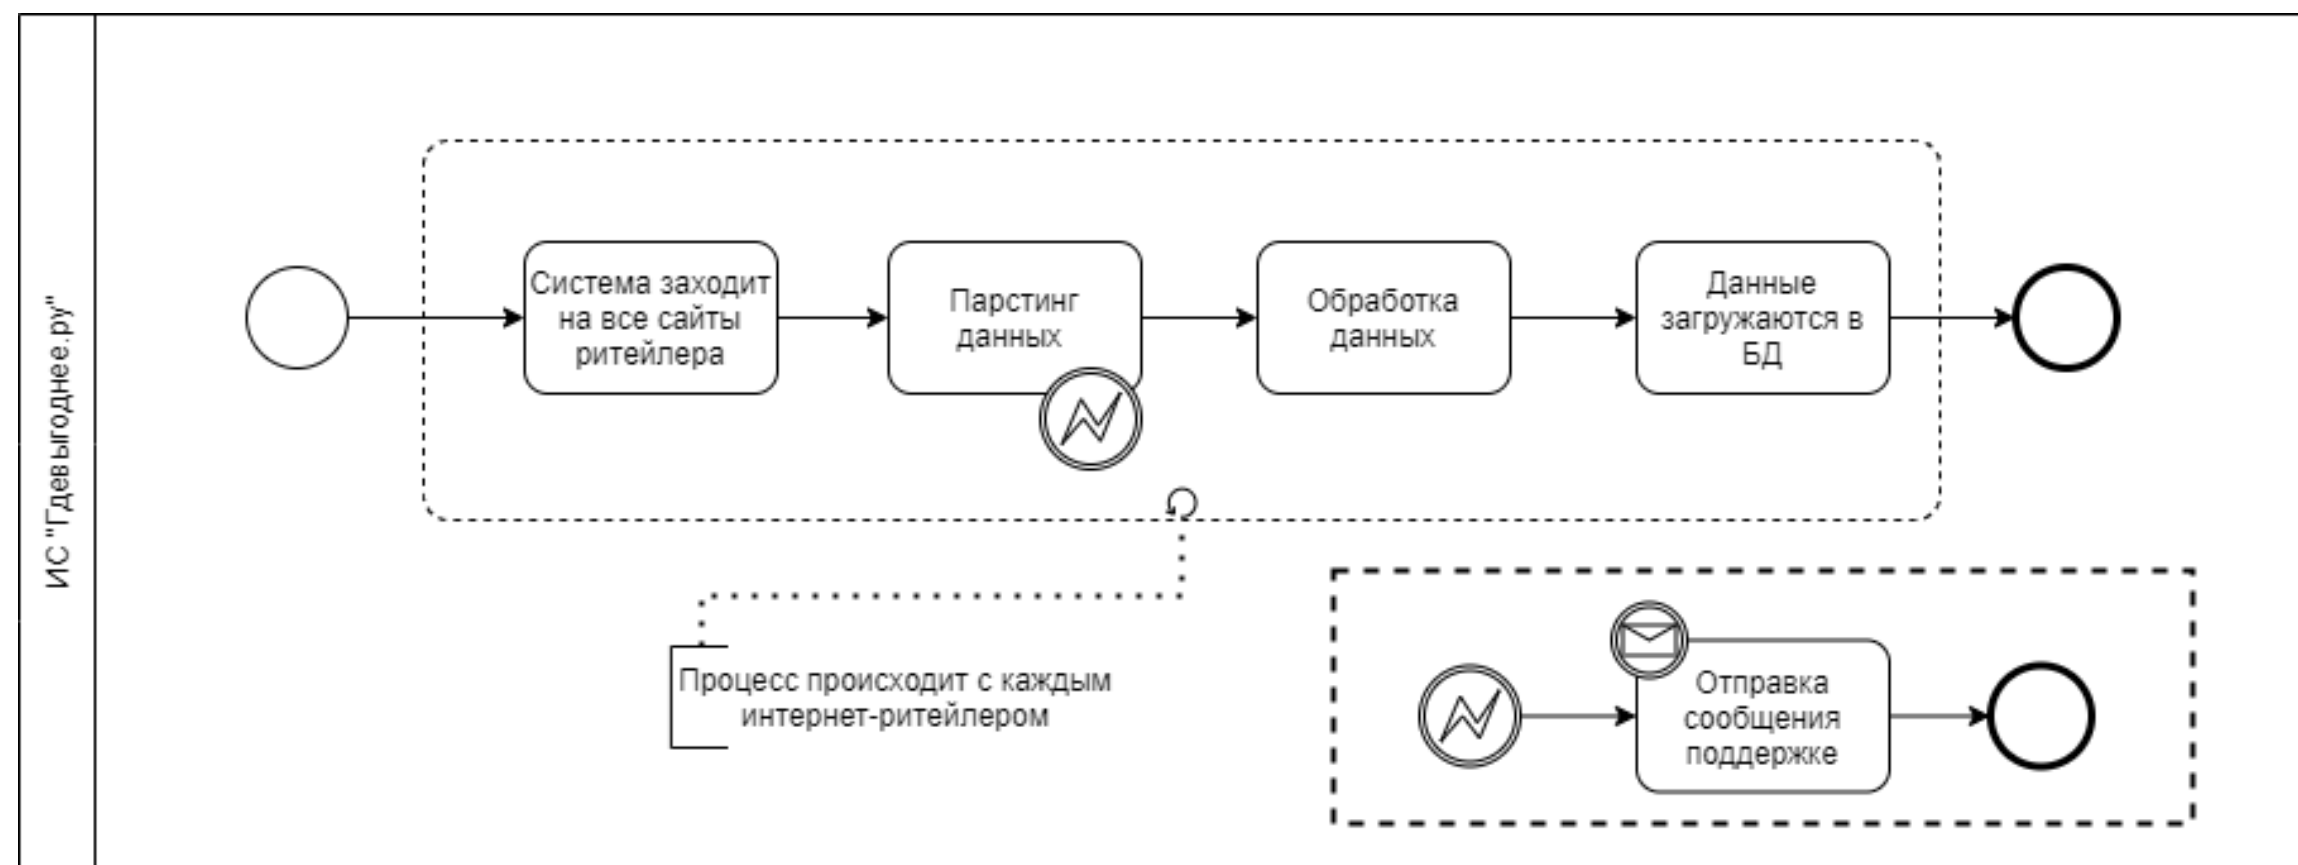 ИС "Гдевыгоднее.ру"
Система заходит
на все сайты
ритейлера
Парстинг
данных
Обработка
данных
Данные
загружаются в
БД
Процесс происходит с каждым
интернет-ритейлером
Отправка
сообщения
поддержке